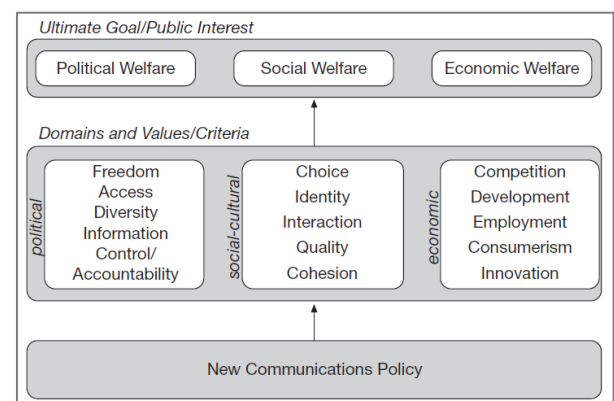 Ultimate Goal/Public Interest
Political Welfare
Social Welfare
Economic Welfare
Domains and Values/Criteria
political
Freedom
Access
Diversity
Information
Control/
Accountability
social-cultural
Choice
Identity
Interaction
Quality
Cohesion
economic
Competition
Development
Employment
Consumerism
Innovation
New Communications Policy